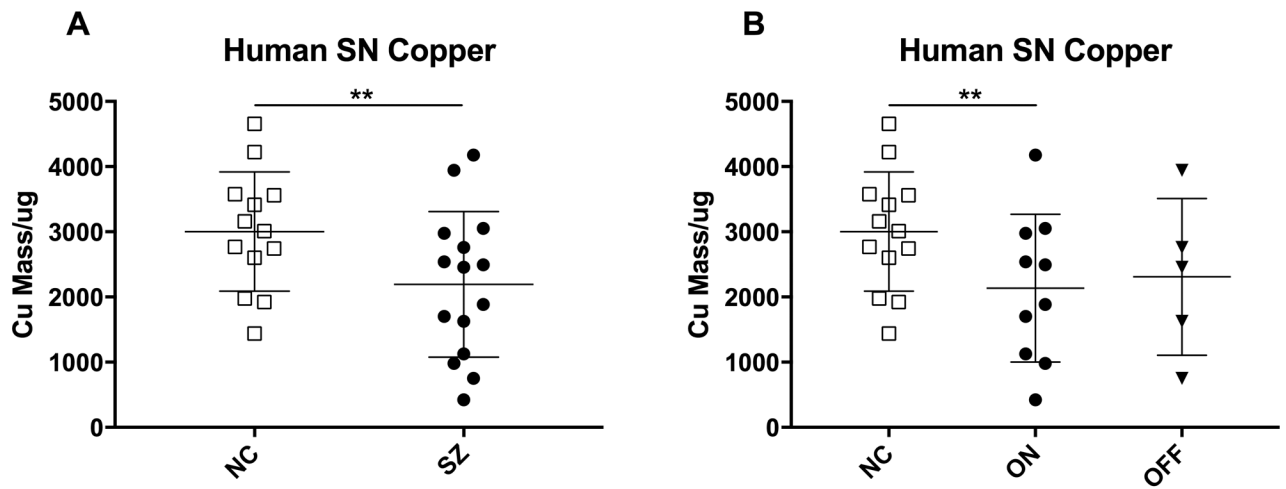 A
Human SN Copper
**
5000
4000
3000
2000
1000
0
Cu Mass/ug
NC
SZ
B
Human SN Copper
**
5000
4000
3000
2000
1000
0
Cu Mass/ug
NC
ON
OFF